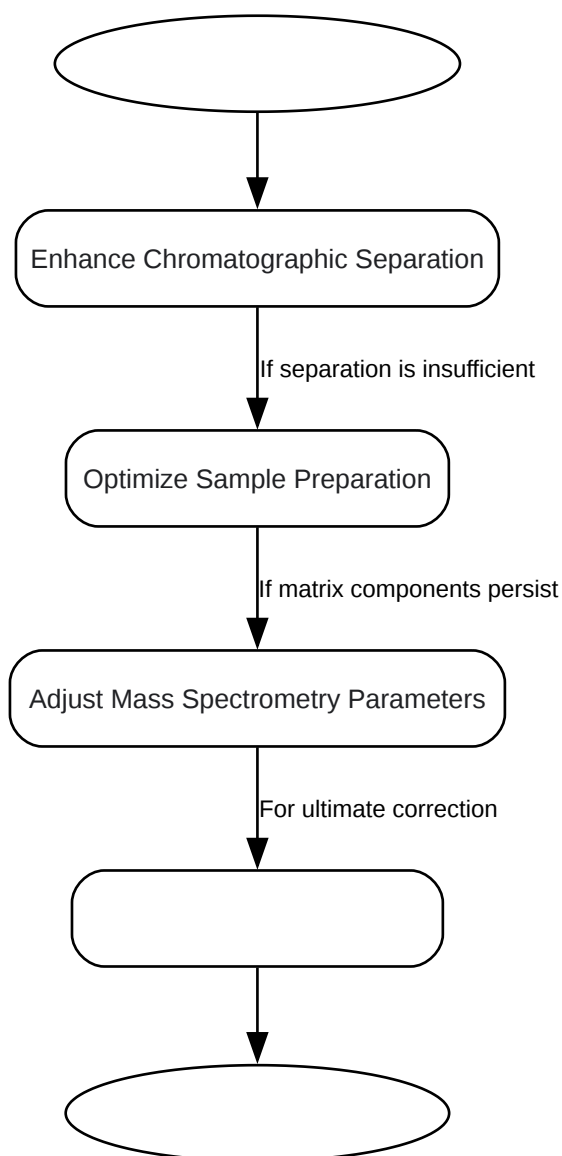 Enhance Chromatographic Separation
If separation is insufficient
Optimize Sample Preparation
If matrix components persist
Adjust Mass Spectrometry Parameters
For ultimate correction